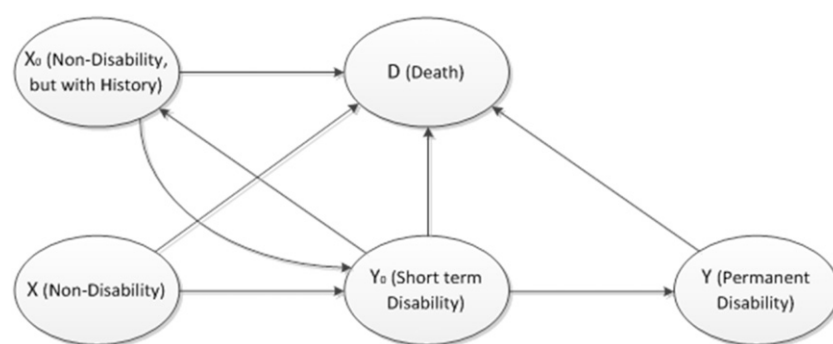 X₀ (Non-Disability,
but with History)
D (Death)
X (Non-Disability)
Y₀ (Short term
Disability)
Y (Permanent
Disability)